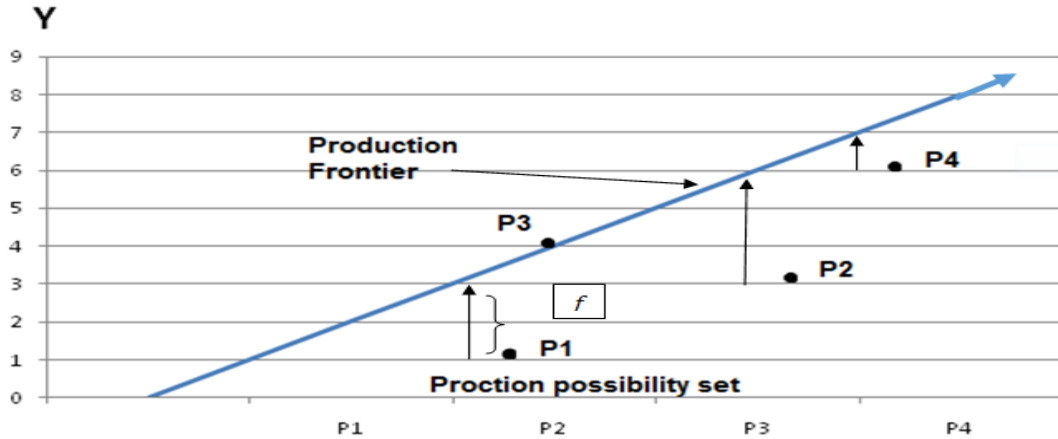 Y
9
8
7
6
5
4
3
2
1
0
Production
Frontier
P4
P3
P2
f
P1
Proction possibility set
P1 P2 P3 P4